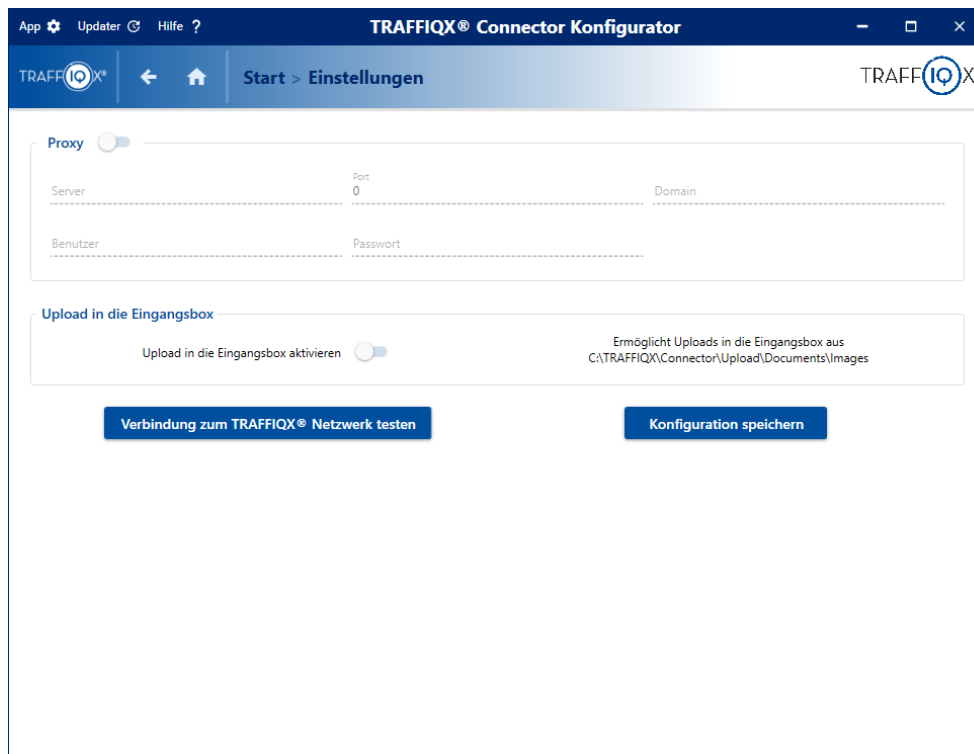 App Updater Hilfe ? TRAFFIQX® Connector Konfigurator
TRAFFIQX® Start > Einstellungen TRAFFIQX
Proxy
Port
Server 0 Domain
Benutzer Passwort
Upload in die Eingangsbox
Upload in die Eingangsbox aktivieren
Ermöglicht Uploads in die Eingangsbox aus
C:\TRAFFIQX\Connector\Upload\Documents\Images
Verbindung zum TRAFFIQX® Netzwerk testen Konfiguration speichern